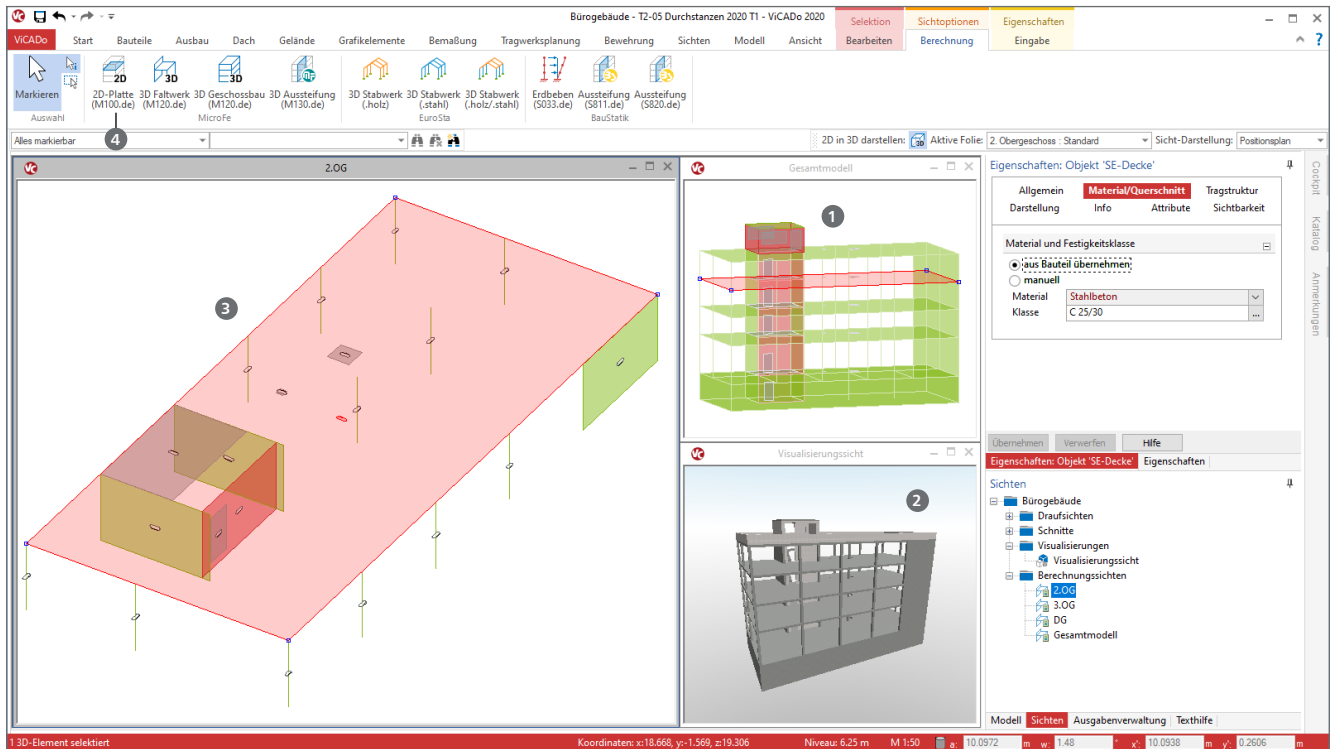 Bürogebäude - T2-05 Durchstanzen 2020 T1 - ViCADo 2020
Selektion Sichtoptionen Eigenschaften
ViCADo Start Bauteile Ausbau Dach Gelände Grafikelemente Bemaßung Tragwerksplanung Bewehrung Sichten Modell Ansicht Bearbeiten Berechnung Eingabe
Markieren
2D-Platte (M100.de)
3D Faltwerk (M120.de)
3D Geschossbau (M120.de)
3D Aussteifung (M130.de)
3D Stabwerk (.holz)
3D Stabwerk (.stahl)
3D Stabwerk (.holz/.stahl)
Erdbeben (S033.de)
Aussteifung (S811.de)
Aussteifung (S820.de)
Auswahl MicroFe EuroSta BauStatik
4
Alles markierbar
2D in 3D darstellen: Aktive Folie: 2. Obergeschoss : Standard Sicht-Darstellung: Positionsplan
2.OG
3
Gesamtmodell
1
Visualisierungssicht
2
Eigenschaften: Objekt 'SE-Decke'
Allgemein Material/Querschnitt Tragstruktur
Darstellung Info Attribute Sichtbarkeit
Material und Festigkeitsklasse
aus Bauteil übernehmen
manuell
Material Stahlbeton
Klasse C 25/30 ...
Übernehmen Verwerfen Hilfe
Eigenschaften: Objekt 'SE-Decke' Eigenschaften
Sichten
Bürogebäude
Draufsichten
Schnitte
Visualisierungen
Visualisierungssicht
Berechnungssichten
2.OG
3.OG
DG
Gesamtmodell
Modell Sichten Ausgabenverwaltung Texthilfe
Cockpit
Katalog
Anmerkungen
1 3D-Element selektiert Koordinaten: x:18.668, y:-1.569, z:19.306 Niveau: 6.25 m M 1:50 a: 10.0972 m w: 1.48 ° x': 10.0938 m y': 0.2606 m